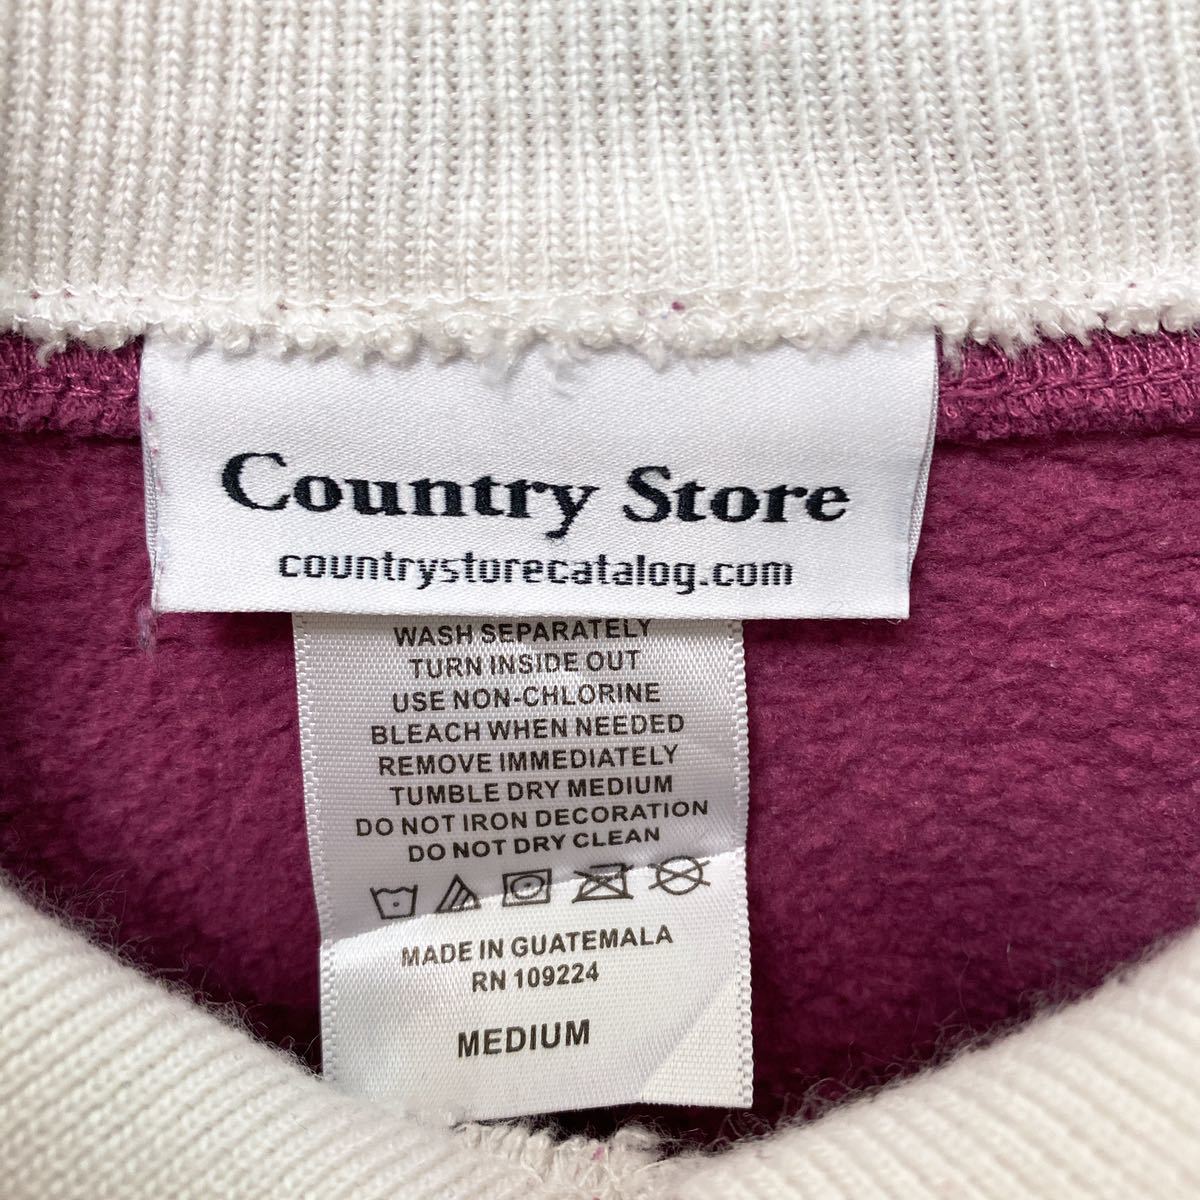 Country Store
countrystorecatalog.com
WASH SEPARATELY
TURN INSIDE OUT
USE NON-CHLORINE
BLEACH WHEN NEEDED
REMOVE IMMEDIATELY
TUMBLE DRY MEDIUM
DO NOT IRON DECORATION
DO NOT DRY CLEAN
MADE IN GUATEMALA
RN 109224
MEDIUM